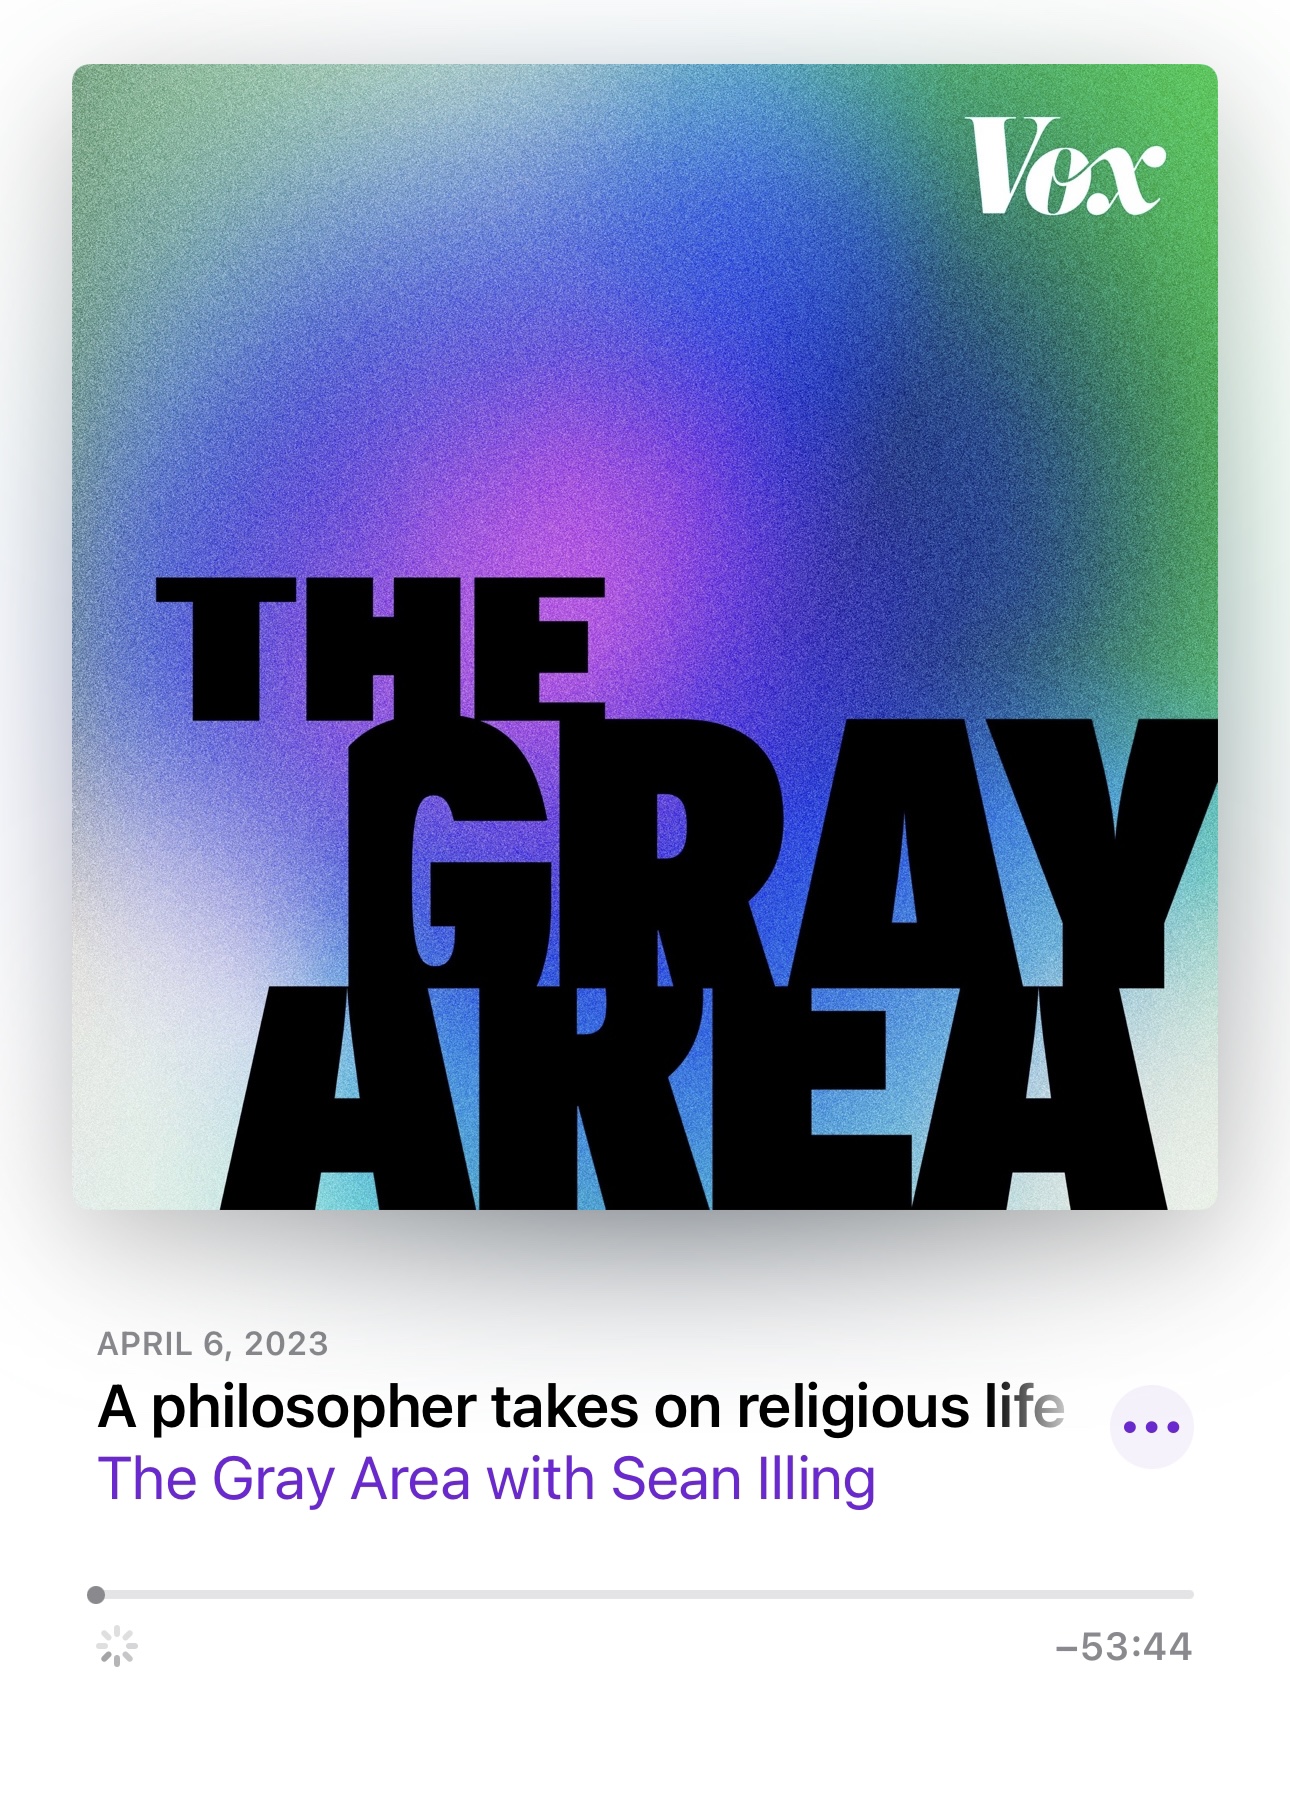 Vox
THE
GRAY
AREA
APRIL 6, 2023
A philosopher takes on religious life
The Gray Area with Sean Illing
–53:44